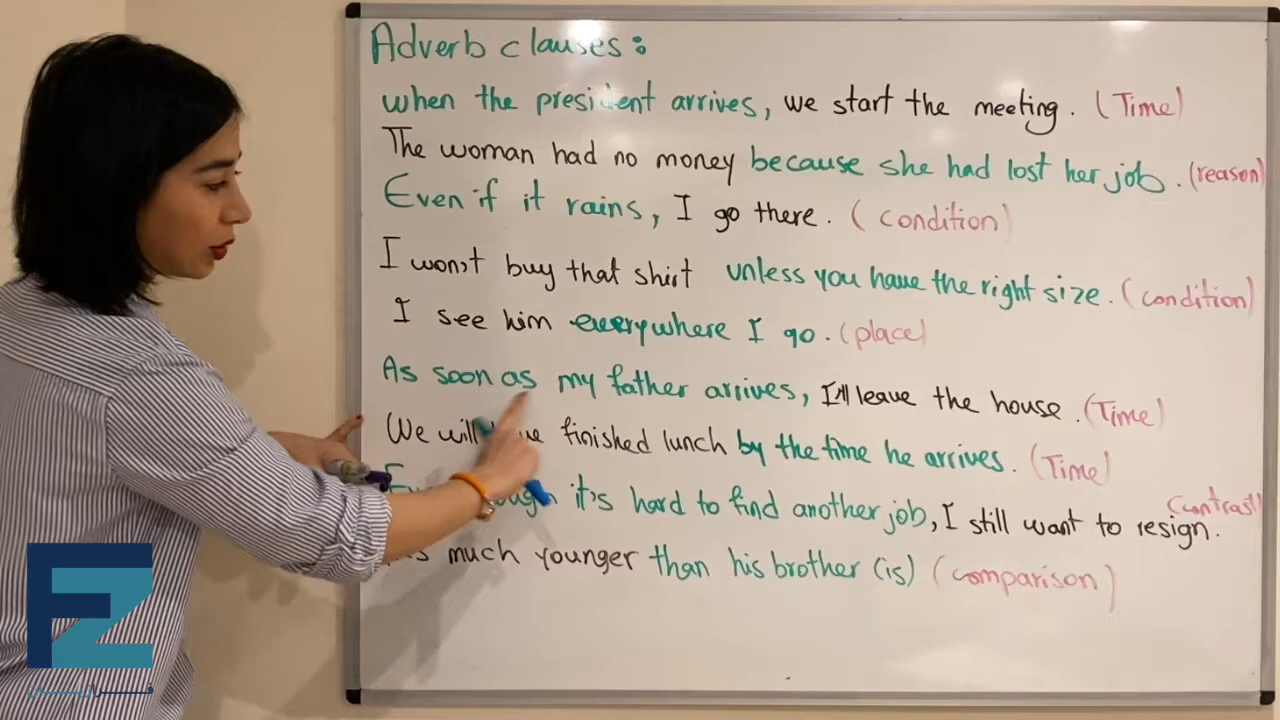 Adverb clauses:
when the president arrives, we start the meeting. (Time)
The woman had no money because she had lost her job. (reason)
Even if it rains, I go there. (condition)
I won't buy that shirt unless you have the right size. (condition)
I see him everywhere I go. (place)
As soon as my father arrives, I'll leave the house. (Time)
We will finished lunch by the time he arrives. (Time)
it's hard to find another job, I still want to resign. (contrast)
much younger than his brother (is) (comparison)
FZ